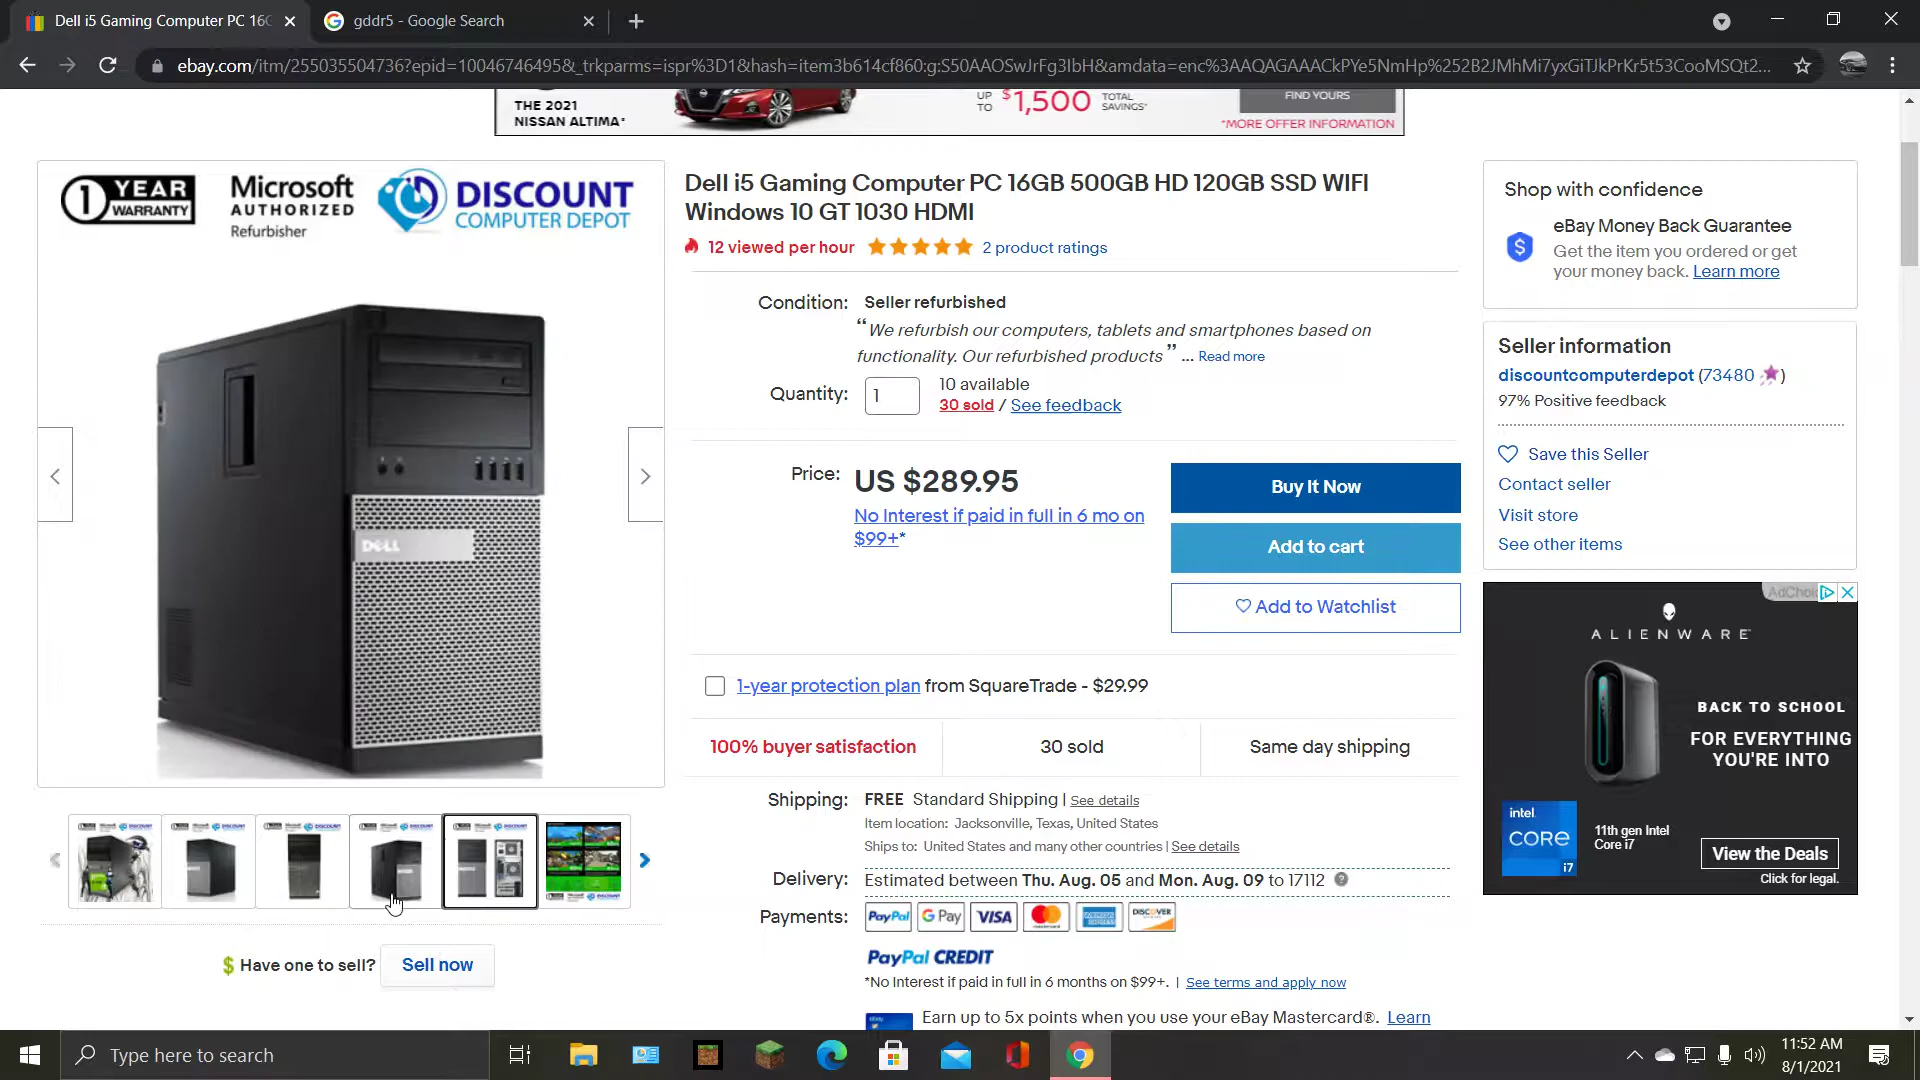 Dell i5 Gaming Computer PC 16G
gddr5 - Google Search
ebay.com/itm/255035504736?epid=10046746495&_trkparms=ispr%3D1&hash=item3b614cf860:g:S50AAOSwJrFg3IbH&amdata=enc%3AAQAGAAACkPYe5NmHp%252B2JMhMi7yxGiTJkPrKr5t53CooMSQt2...
THE 2021
NISSAN ALTIMA*
UP TO $1,500 TOTAL SAVINGS*
FIND YOURS
*MORE OFFER INFORMATION
1 YEAR WARRANTY
Microsoft
AUTHORIZED
Refurbisher
DISCOUNT
COMPUTER DEPOT
DELL
Have one to sell?
Sell now
Dell i5 Gaming Computer PC 16GB 500GB HD 120GB SSD WIFI
Windows 10 GT 1030 HDMI
12 viewed per hour
2 product ratings
Condition: Seller refurbished
“We refurbish our computers, tablets and smartphones based on
functionality. Our refurbished products ” ... Read more
Quantity: 1
10 available
30 sold / See feedback
Price: US $289.95
No Interest if paid in full in 6 mo on
$99+*
Buy It Now
Add to cart
Add to Watchlist
1-year protection plan from SquareTrade - $29.99
100% buyer satisfaction
30 sold
Same day shipping
Shipping: FREE Standard Shipping | See details
Item location: Jacksonville, Texas, United States
Ships to: United States and many other countries | See details
Delivery: Estimated between Thu. Aug. 05 and Mon. Aug. 09 to 17112
Payments: PayPal G Pay VISA mastercard DISCOVER
PayPal CREDIT
*No Interest if paid in full in 6 months on $99+. | See terms and apply now
Earn up to 5x points when you use your eBay Mastercard®. Learn
Shop with confidence
eBay Money Back Guarantee
Get the item you ordered or get
your money back. Learn more
Seller information
discountcomputerdepot (73480)
97% Positive feedback
Save this Seller
Contact seller
Visit store
See other items
AdChoi
ALIENWARE
BACK TO SCHOOL
FOR EVERYTHING
YOU'RE INTO
intel.
CORE
i7
11th gen Intel
Core i7
View the Deals
Click for legal.
Type here to search
11:52 AM
8/1/2021